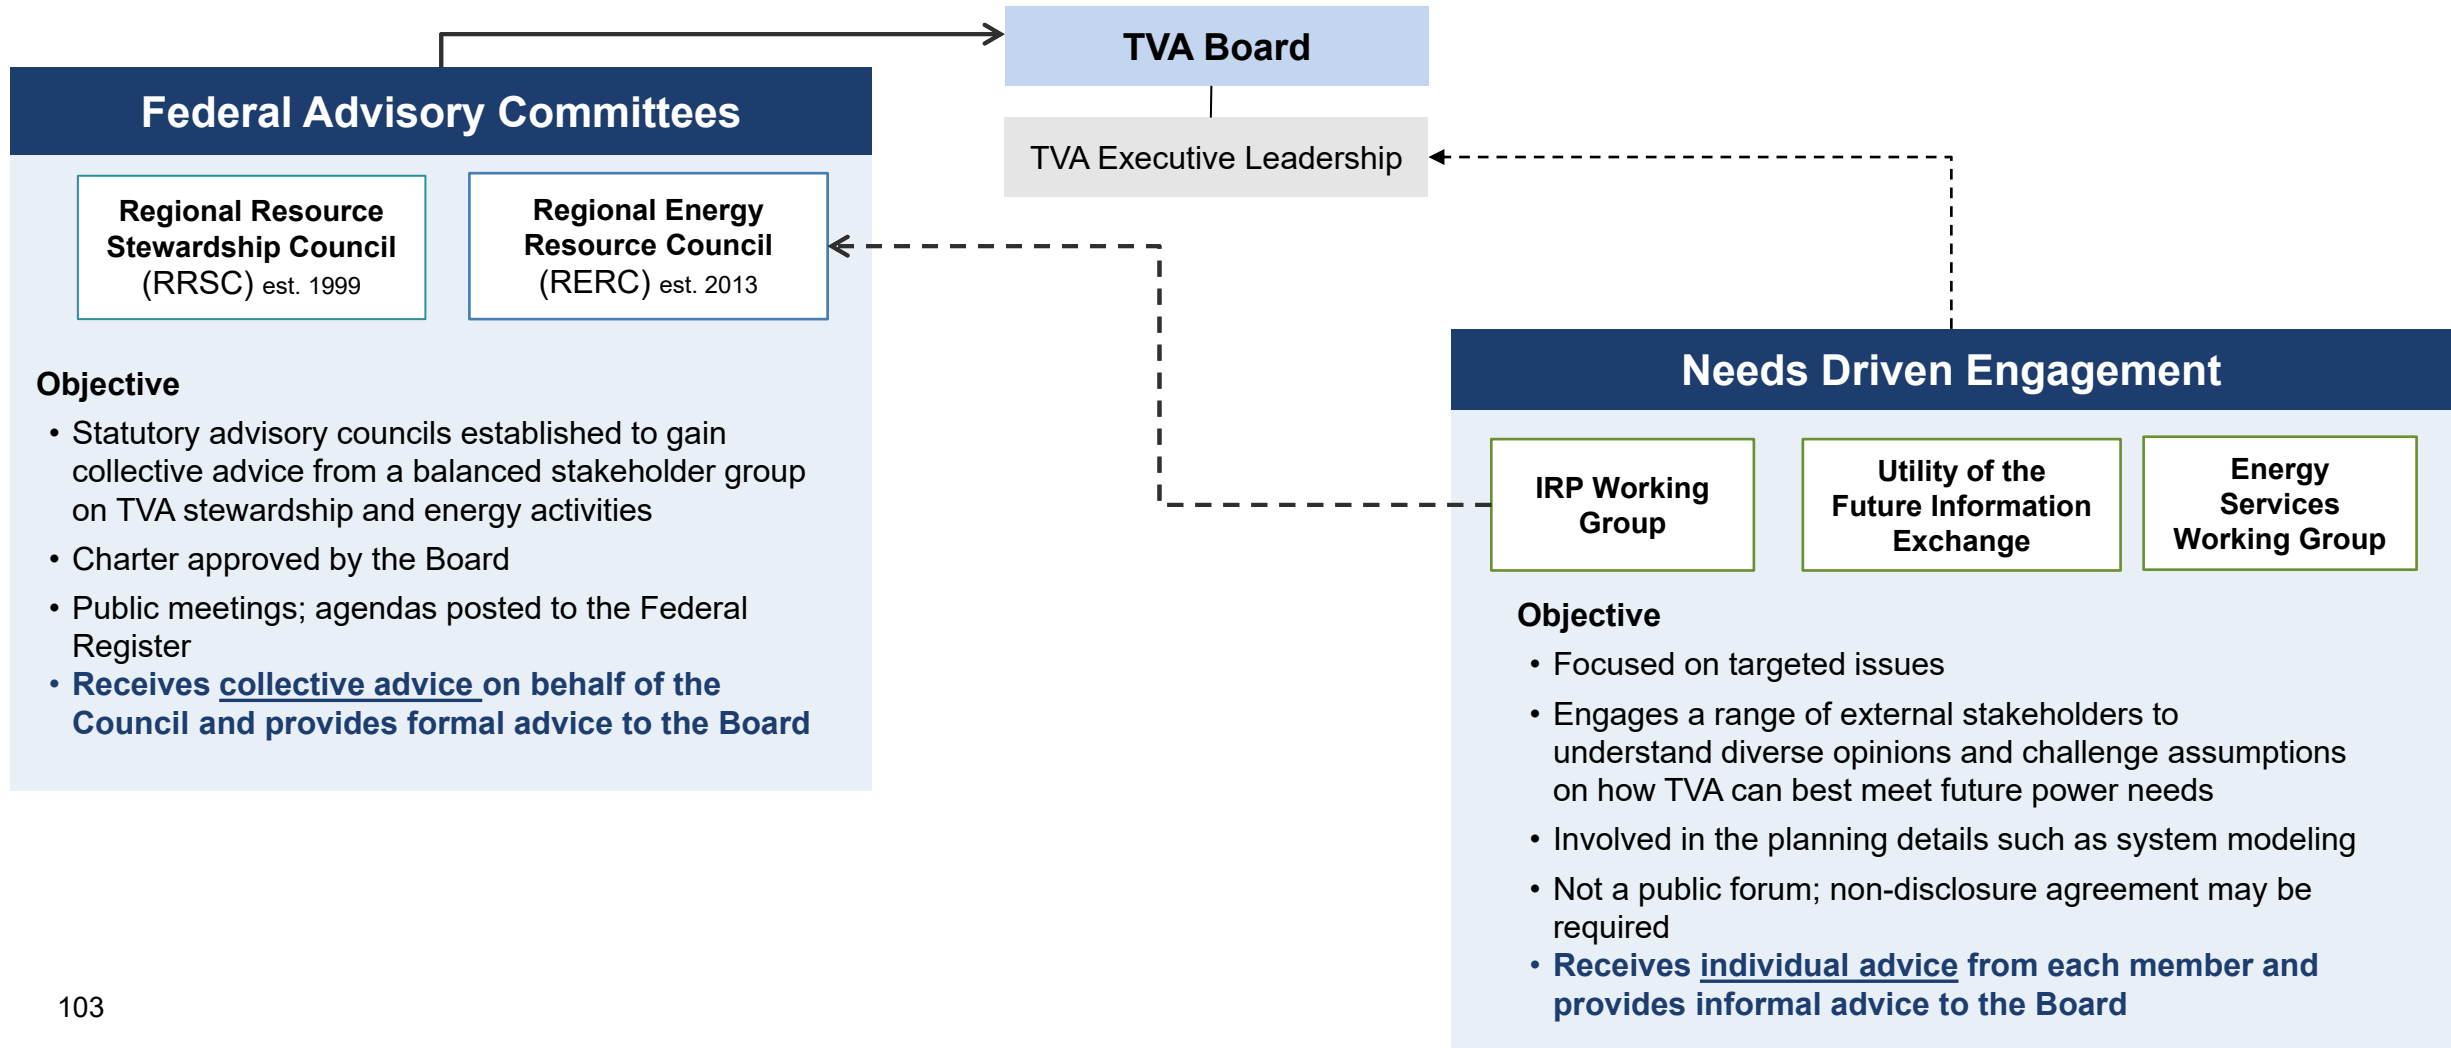 TVA Board
TVA Executive Leadership
Federal Advisory Committees
Regional Resource
Stewardship Council
(RRSC) est. 1999
Regional Energy
Resource Council
(RERC) est. 2013
Objective
• Statutory advisory councils established to gain
collective advice from a balanced stakeholder group
on TVA stewardship and energy activities
• Charter approved by the Board
• Public meetings; agendas posted to the Federal
Register
• Receives collective advice on behalf of the
Council and provides formal advice to the Board
Needs Driven Engagement
IRP Working
Group
Utility of the
Future Information
Exchange
Energy
Services
Working Group
Objective
• Focused on targeted issues
• Engages a range of external stakeholders to
understand diverse opinions and challenge assumptions
on how TVA can best meet future power needs
• Involved in the planning details such as system modeling
• Not a public forum; non-disclosure agreement may be
required
• Receives individual advice from each member and
provides informal advice to the Board
103